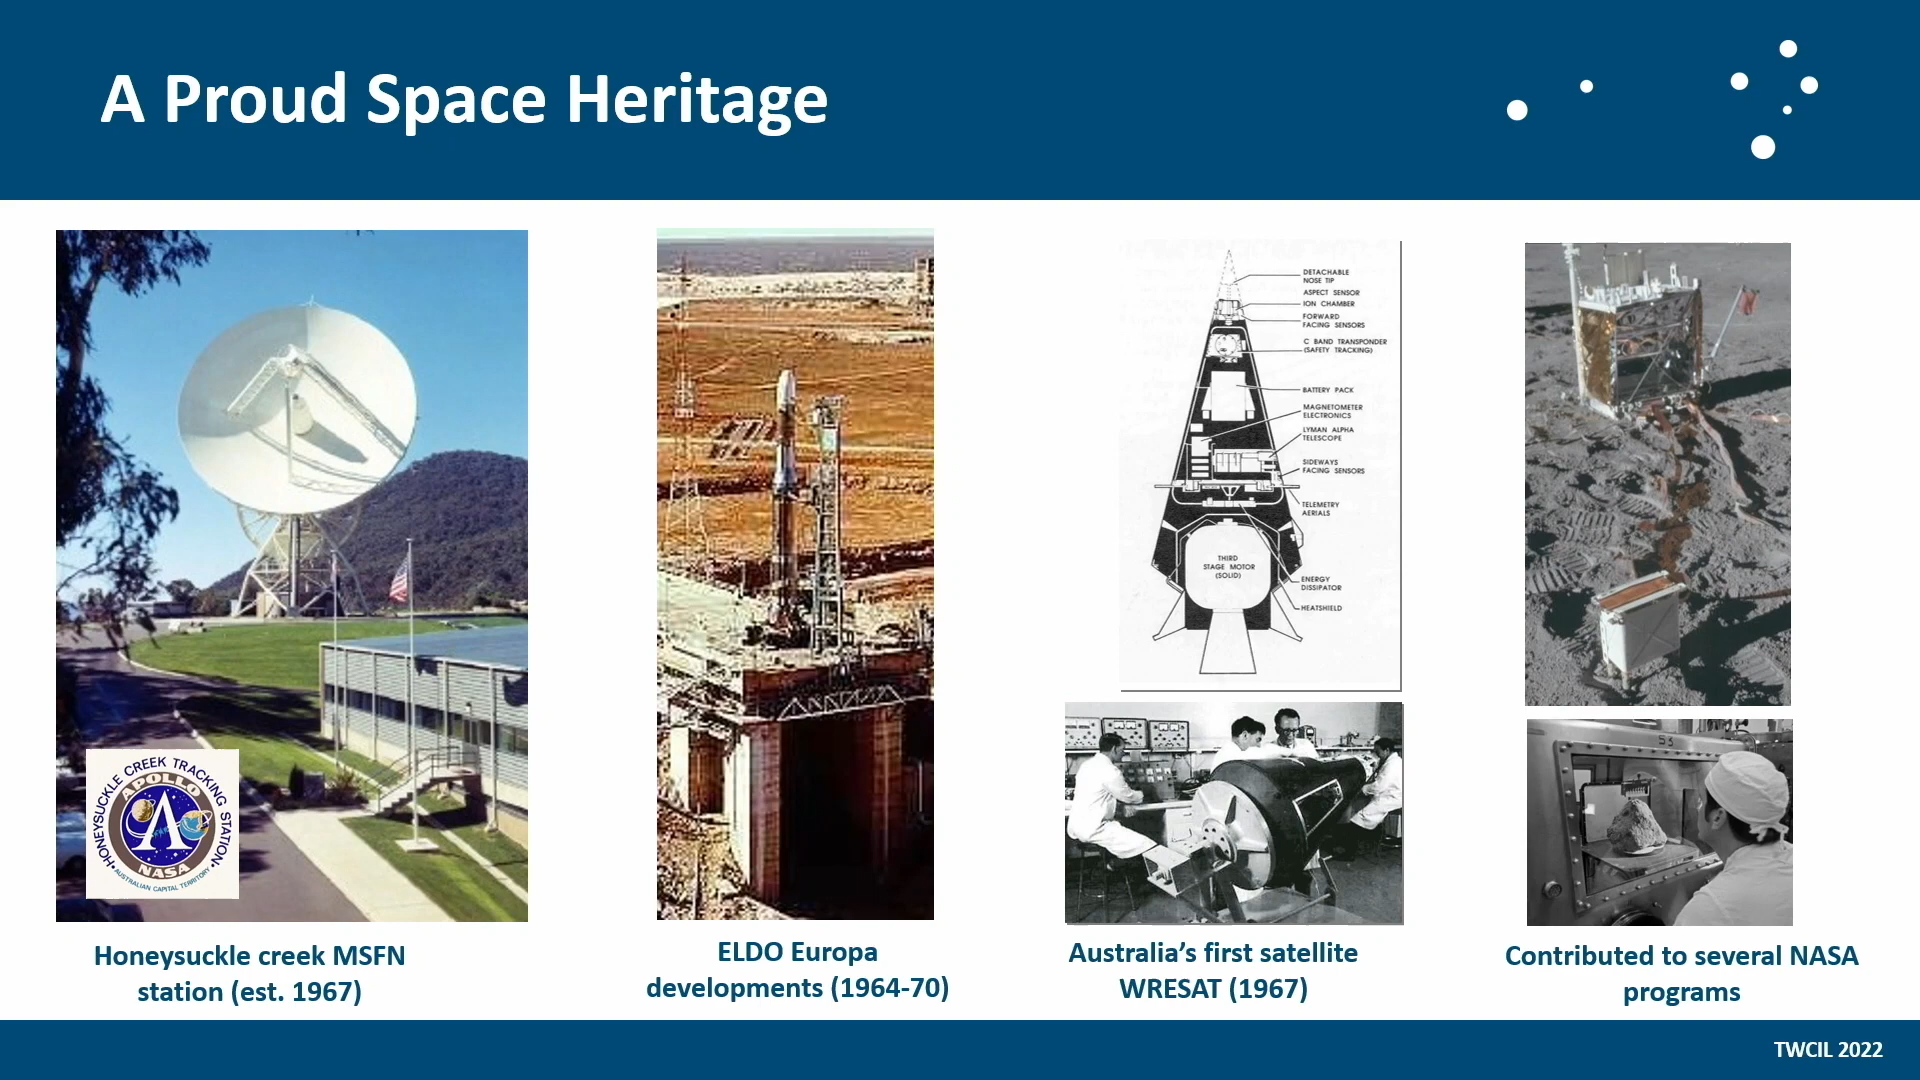 A Proud Space Heritage
HONEYSUCKLE CREEK TRACKING STATION
APOLLO
NASA
AUSTRALIAN CAPITAL TERRITORY
DETACHABLE
NOSE TIP
ASPECT SENSOR
ION CHAMBER
FORWARD
FACING SENSORS
C BAND TRANSPONDER
(SAFETY TRACKING)
BATTERY PACK
MAGNETOMETER
ELECTRONICS
LYMAN ALPHA
TELESCOPE
SIDEWAYS
FACING SENSORS
TELEMETRY
AERIALS
THIRD
STAGE MOTOR
(SOLID)
ENERGY
DISSIPATOR
HEATSHIELD
53
Honeysuckle creek MSFN
station (est. 1967)
ELDO Europa
developments (1964-70)
Australia’s first satellite
WRESAT (1967)
Contributed to several NASA
programs
TWCIL 2022